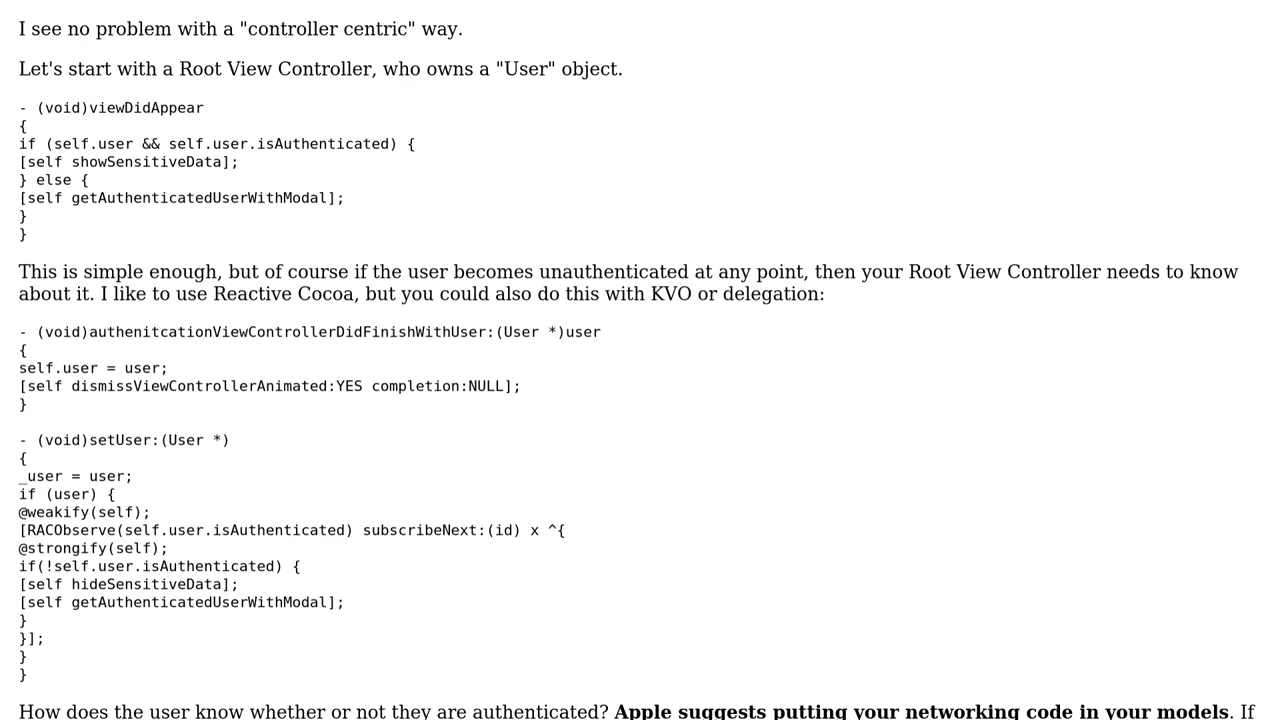 I see no problem with a "controller centric" way.
Let's start with a Root View Controller, who owns a "User" object.
- (void)viewDidAppear
{
if (self.user && self.user.isAuthenticated) {
[self showSensitiveData];
} else {
[self getAuthenticatedUserWithModal];
}
}
This is simple enough, but of course if the user becomes unauthenticated at any point, then your Root View Controller needs to know
about it. I like to use Reactive Cocoa, but you could also do this with KVO or delegation:
- (void)authenitcationViewControllerDidFinishWithUser:(User *)user
{
self.user = user;
[self dismissViewControllerAnimated:YES completion:NULL];
}
- (void)setUser:(User *)
{
_user = user;
if (user) {
@weakify(self);
[RACObserve(self.user.isAuthenticated) subscribeNext:(id) x ^{
@strongify(self);
if(!self.user.isAuthenticated) {
[self hideSensitiveData];
[self getAuthenticatedUserWithModal];
}
}];
}
}
How does the user know whether or not they are authenticated? Apple suggests putting your networking code in your models. If